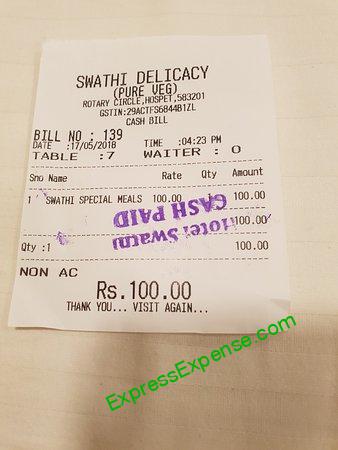 SWATHI DELICACY
(PURE VEG)
ROTARY CIRCLE,HOSPET,583201
GSTIN:29ACTFS6844B1ZL
CASH BILL
BILL NO : 139
DATE :17/05/2018 TIME :04:23 PM
TABLE :7 WAITER : O
Sno Name Rate Qty Amount
1 SWATHI SPECIAL MEALS 100.00 100.00
Hotel Swathi
CASH PAID
100.00
Qty :1 100.00
NON AC
Rs.100.00
THANK YOU... VISIT AGAIN...
ExpressExpense.com